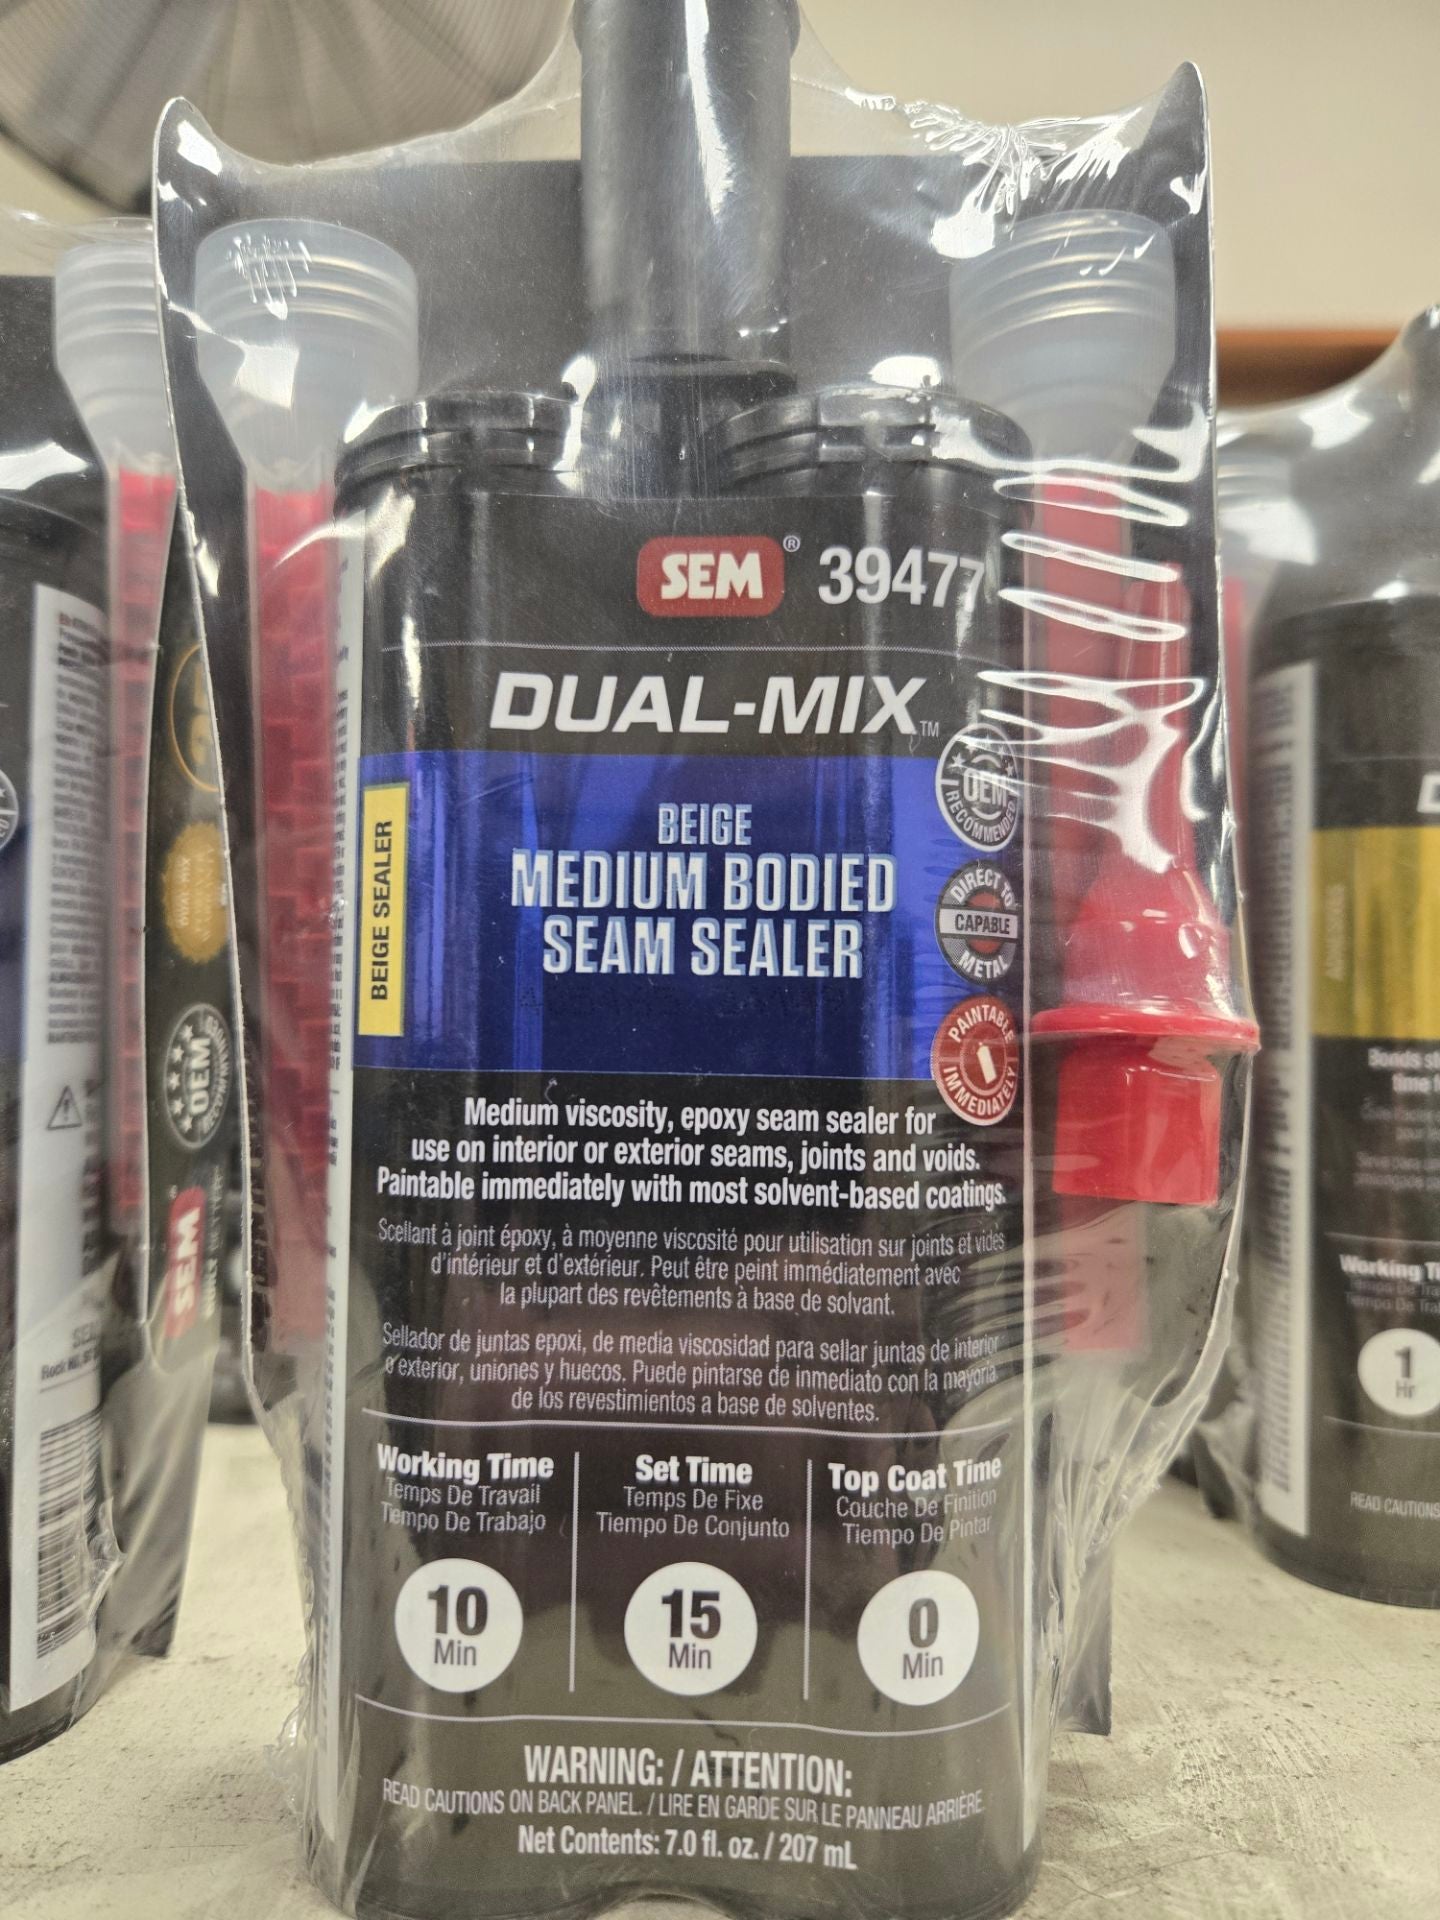 SEM® 39477
DUAL-MIX™
BEIGE SEALER
BEIGE
MEDIUM BODIED
SEAM SEALER
OEM
RECOMMENDED
DIRECT TO
CAPABLE
METAL
PAINTABLE
IMMEDIATELY
Medium viscosity, epoxy seam sealer for
use on interior or exterior seams, joints and voids.
Paintable immediately with most solvent-based coatings.
Scellant à joint époxy, à moyenne viscosité pour utilisation sur joints et vides
d'intérieur et d'extérieur. Peut être peint immédiatement avec
la plupart des revêtements à base de solvant.
Sellador de juntas epoxi, de media viscosidad para sellar juntas de interior
o exterior, uniones y huecos. Puede pintarse de inmediato con la mayoría
de los revestimientos a base de solventes.
Working Time
Temps De Travail
Tiempo De Trabajo
10
Min
Set Time
Temps De Fixe
Tiempo De Conjunto
15
Min
Top Coat Time
Couche De Finition
Tiempo De Pintar
0
Min
WARNING: / ATTENTION:
READ CAUTIONS ON BACK PANEL. / LIRE EN GARDE SUR LE PANNEAU ARRIÈRE.
Net Contents: 7.0 fl. oz. / 207 mL
DUAL-MIX
OEM
SEM
Bonds
time
Working
1
Hr
READ CAUTIONS